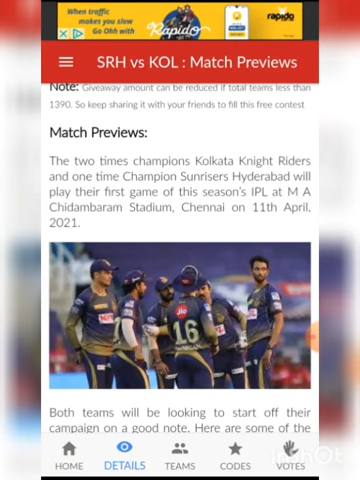 When traffic
makes you slow
Go Ohh with
Rapido
rapido
SRH vs KOL : Match Previews
Note: Giveaway amount can be reduced if total teams less than
1390. So keep sharing it with your friends to fill this free contest
Match Previews:
The two times champions Kolkata Knight Riders
and one time Champion Sunrisers Hyderabad will
play their first game of this season's IPL at M A
Chidambaram Stadium, Chennai on 11th April,
2021.
Jio
16
Both teams will be looking to start off their
campaign on a good note. Here are some of the
HOME
DETAILS
TEAMS
CODES
VOTES
InShOt